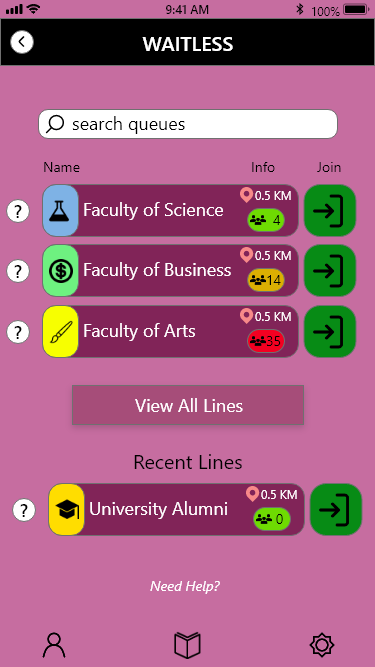 9:41 AM
100%
WAITLESS
search queues
Name Info Join
? Faculty of Science 0.5 KM
4
? Faculty of Business 0.5 KM
14
? Faculty of Arts 0.5 KM
35
View All Lines
Recent Lines
? University Alumni 0.5 KM
0
Need Help?